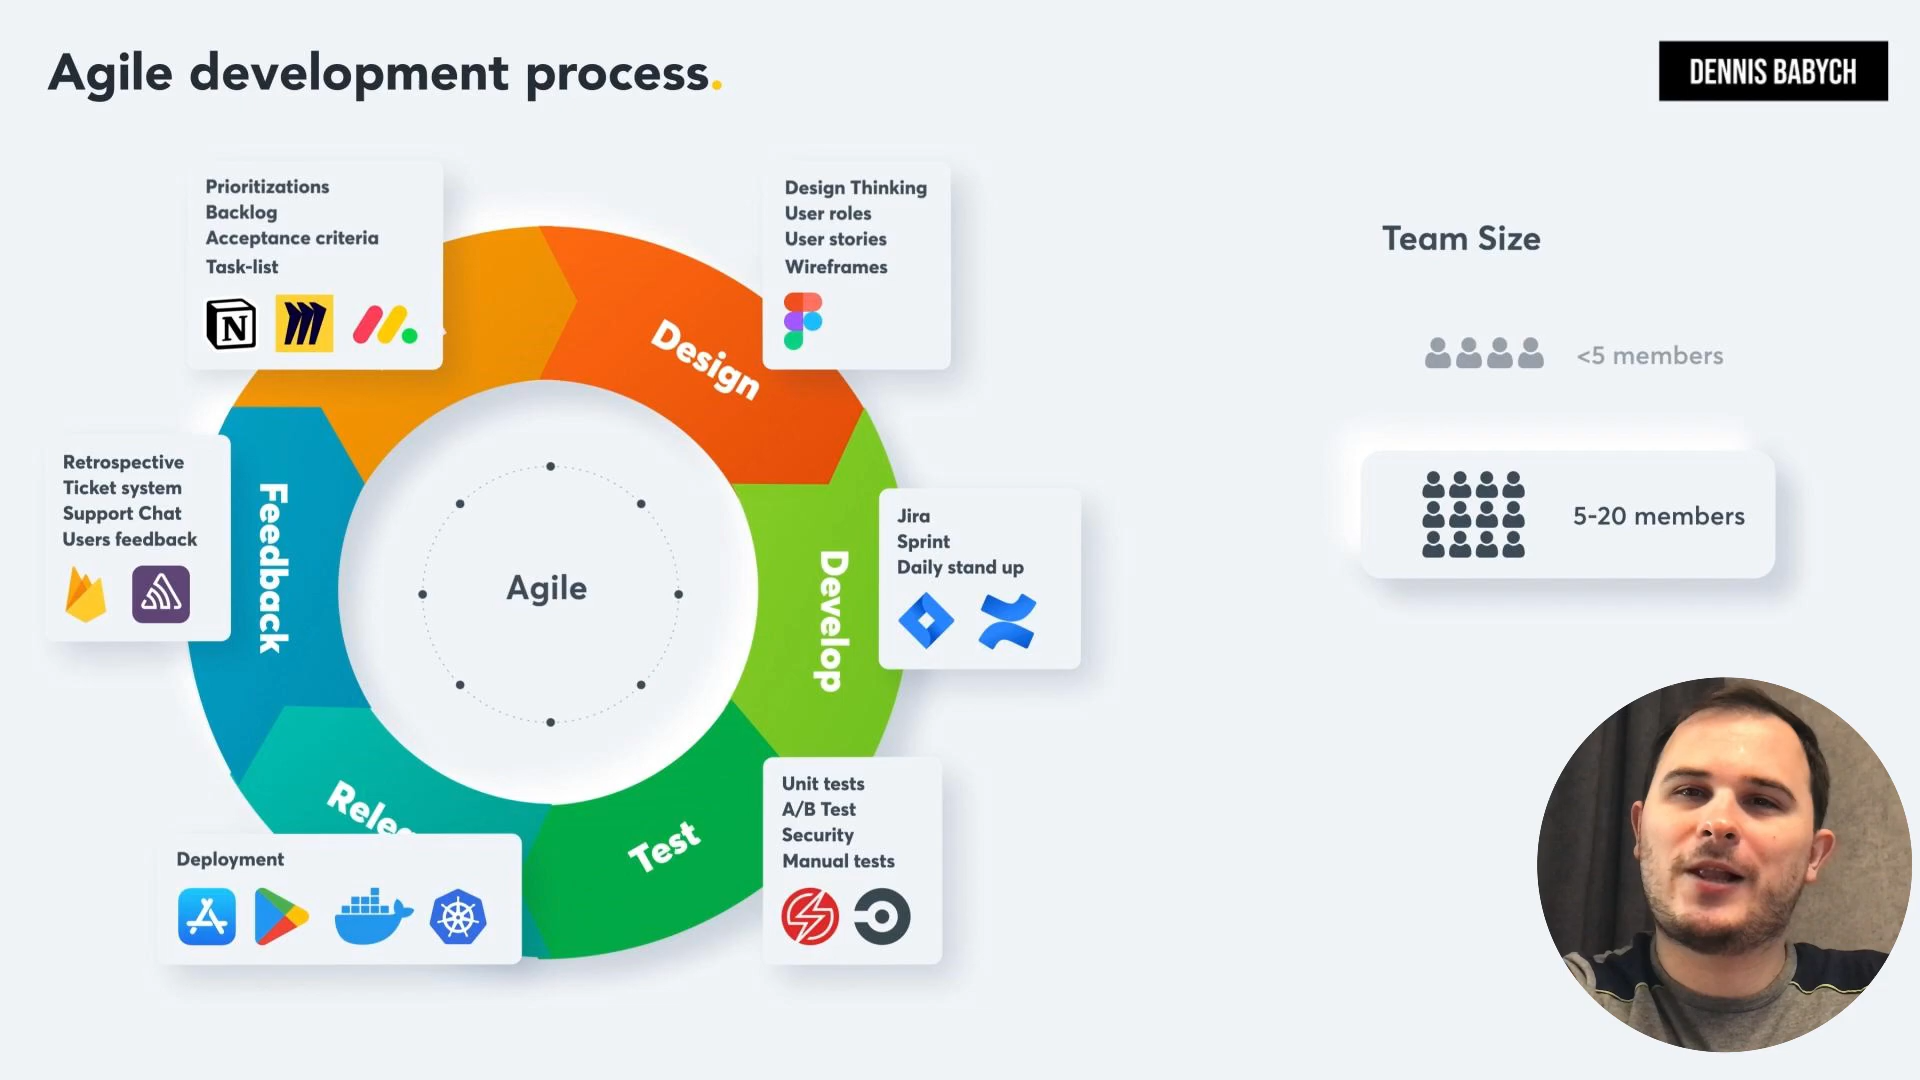 Agile development process.
DENNIS BABYCH
Prioritizations
Backlog
Acceptance criteria
Task-list
N
Design Thinking
User roles
User stories
Wireframes
Design
Team Size
<5 members
5-20 members
Retrospective
Ticket system
Support Chat
Users feedback
Feedback
Agile
Develop
Jira
Sprint
Daily stand up
Unit tests
A/B Test
Security
Manual tests
Test
Relea
Deployment